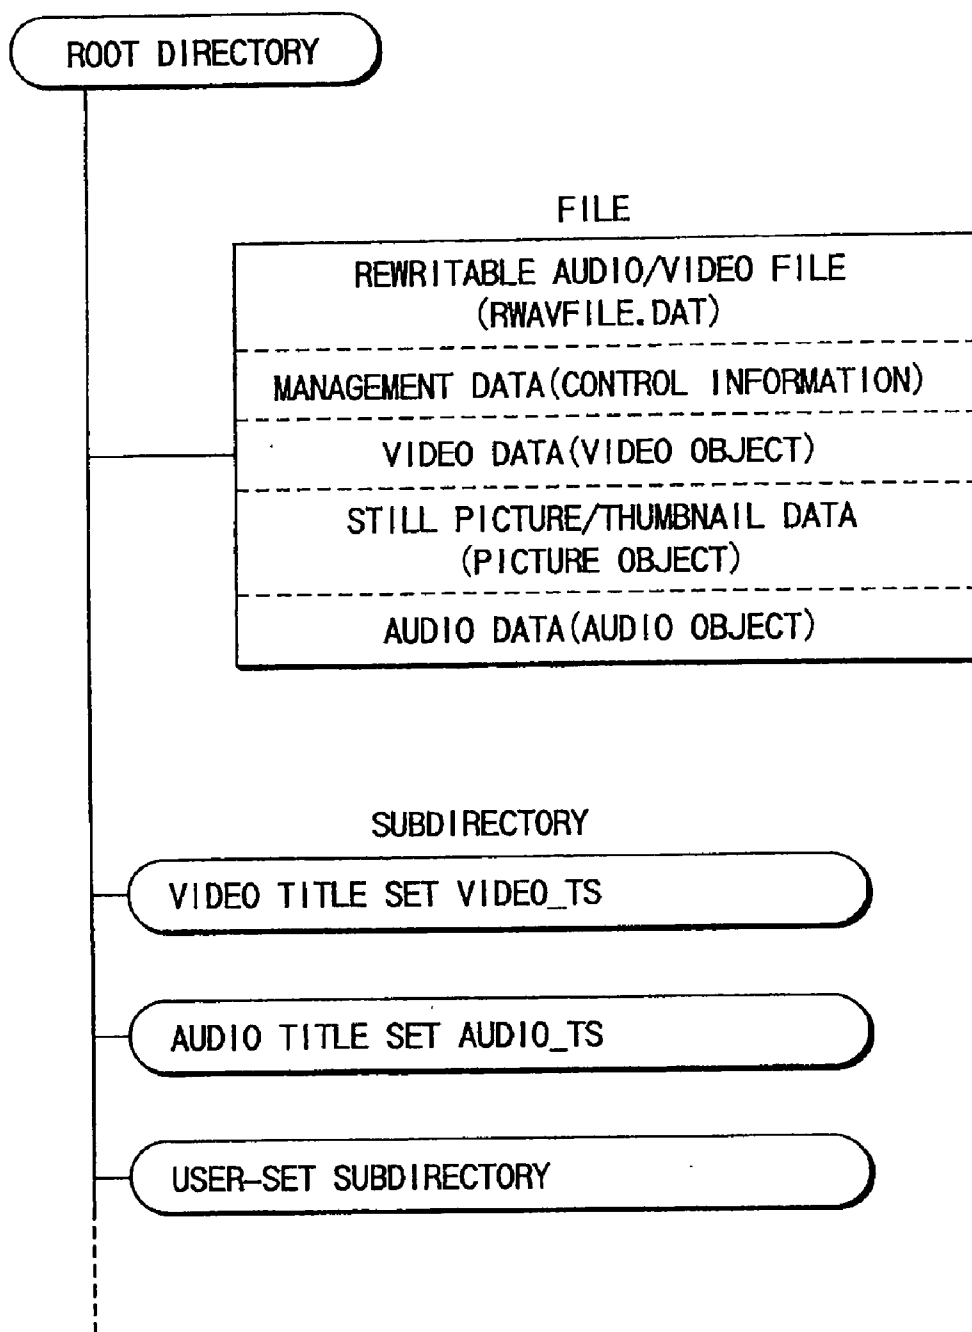 ROOT DIRECTORY
FILE
REWRITABLE AUDIO/VIDEO FILE
(RWAVFILE.DAT)
MANAGEMENT DATA(CONTROL INFORMATION)
VIDEO DATA(VIDEO OBJECT)
STILL PICTURE/THUMBNAIL DATA
(PICTURE OBJECT)
AUDIO DATA(AUDIO OBJECT)
SUBDIRECTORY
VIDEO TITLE SET VIDEO_TS
AUDIO TITLE SET AUDIO_TS
USER-SET SUBDIRECTORY